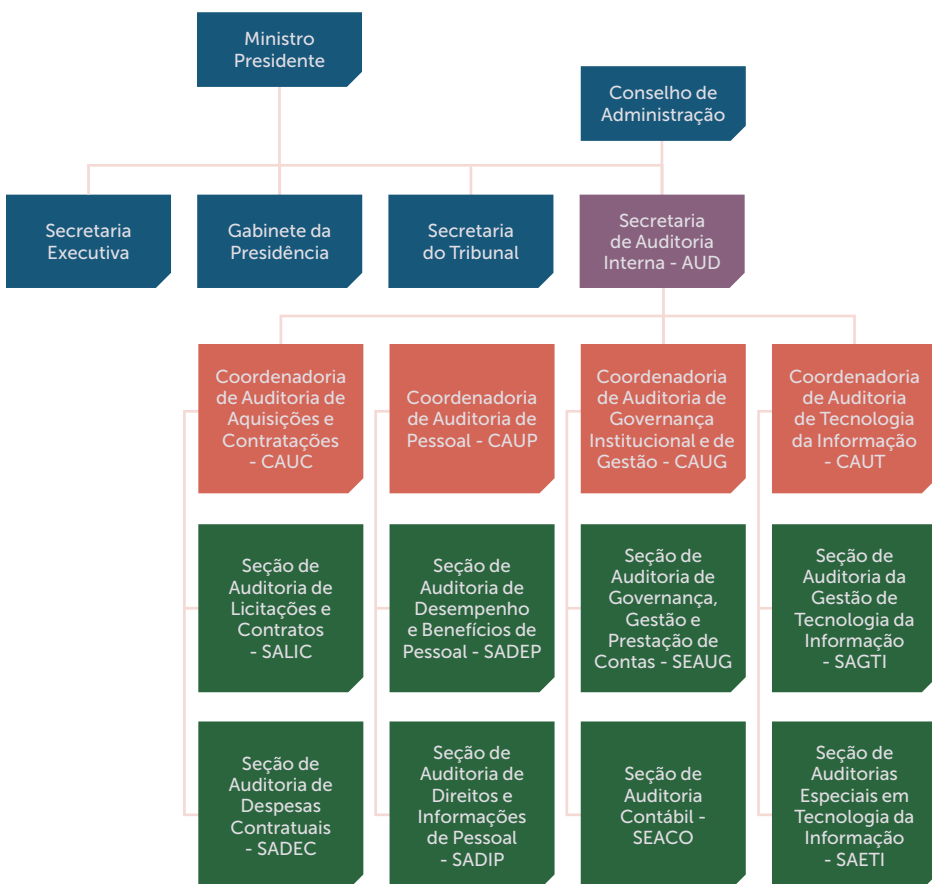 Ministro
Presidente
Conselho de
Administração
Secretaria
Executiva
Gabinete da
Presidência
Secretaria
do Tribunal
Secretaria
de Auditoria
Interna - AUD
Coordenadoria
de Auditoria de
Aquisições e
Contratações
- CAUC
Coordenadoria
de Auditoria de
Pessoal - CAUP
Coordenadoria
de Auditoria de
Governança
Institucional e de
Gestão - CAUG
Coordenadoria
de Auditoria
de Tecnologia
da Informação
- CAUT
Seção de
Auditoria de
Licitações e
Contratos
- SALIC
Seção de
Auditoria de
Desempenho
e Benefícios de
Pessoal - SADEP
Seção de
Auditoria de
Governança,
Gestão e
Prestação de
Contas - SEAUG
Seção de
Auditoria da
Gestão de
Tecnologia da
Informação
- SAGTI
Seção de
Auditoria de
Despesas
Contratuais
- SADEC
Seção de
Auditoria de
Direitos e
Informações
de Pessoal
- SADIP
Seção de
Auditoria
Contábil -
SEACO
Seção de
Auditorias
Especiais em
Tecnologia da
Informação
- SAETI